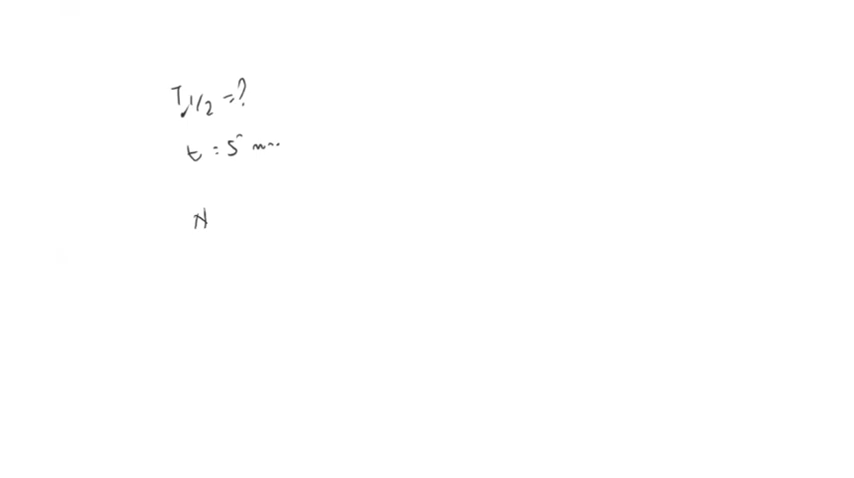 T1/2 = ?
t = 5 min
N